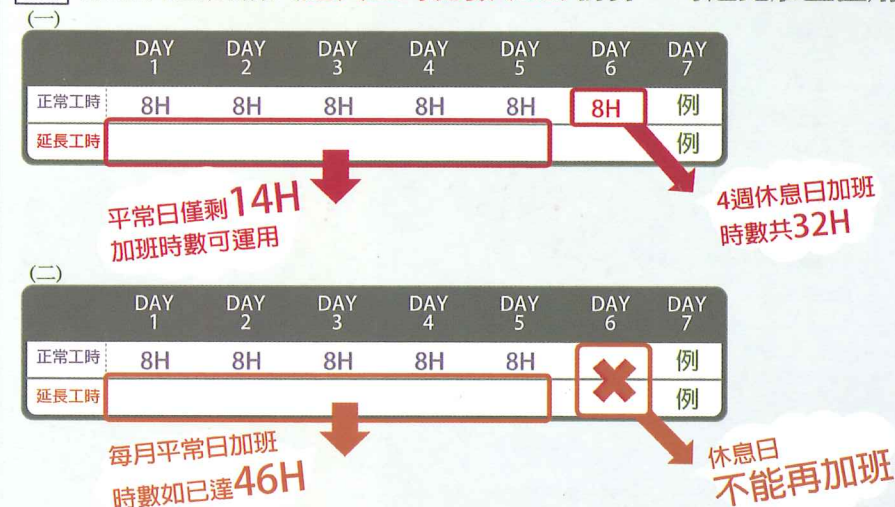 (一)
DAY 1 DAY 2 DAY 3 DAY 4 DAY 5 DAY 6 DAY 7
正常工時 8H 8H 8H 8H 8H 8H 例
延長工時 例
平常日僅剩14H
加班時數可運用
4週休息日加班
時數共32H
(二)
DAY 1 DAY 2 DAY 3 DAY 4 DAY 5 DAY 6 DAY 7
正常工時 8H 8H 8H 8H 8H 例
延長工時 例
每月平常日加班
時數如已達46H
休息日
不能再加班